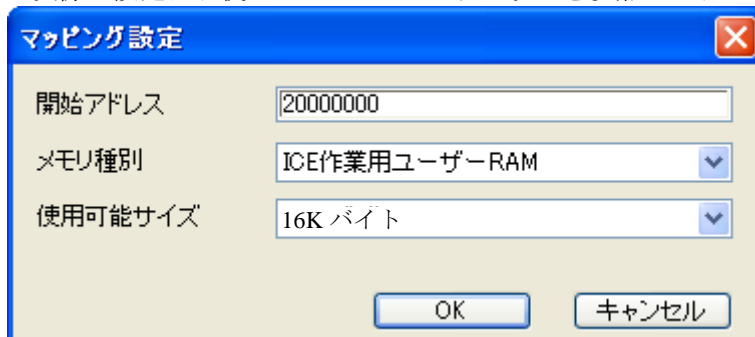 マッピング設定
開始アドレス 20000000
メモリ種別 ICE作業用ユーザーRAM
使用可能サイズ 16K バイト
OK キャンセル